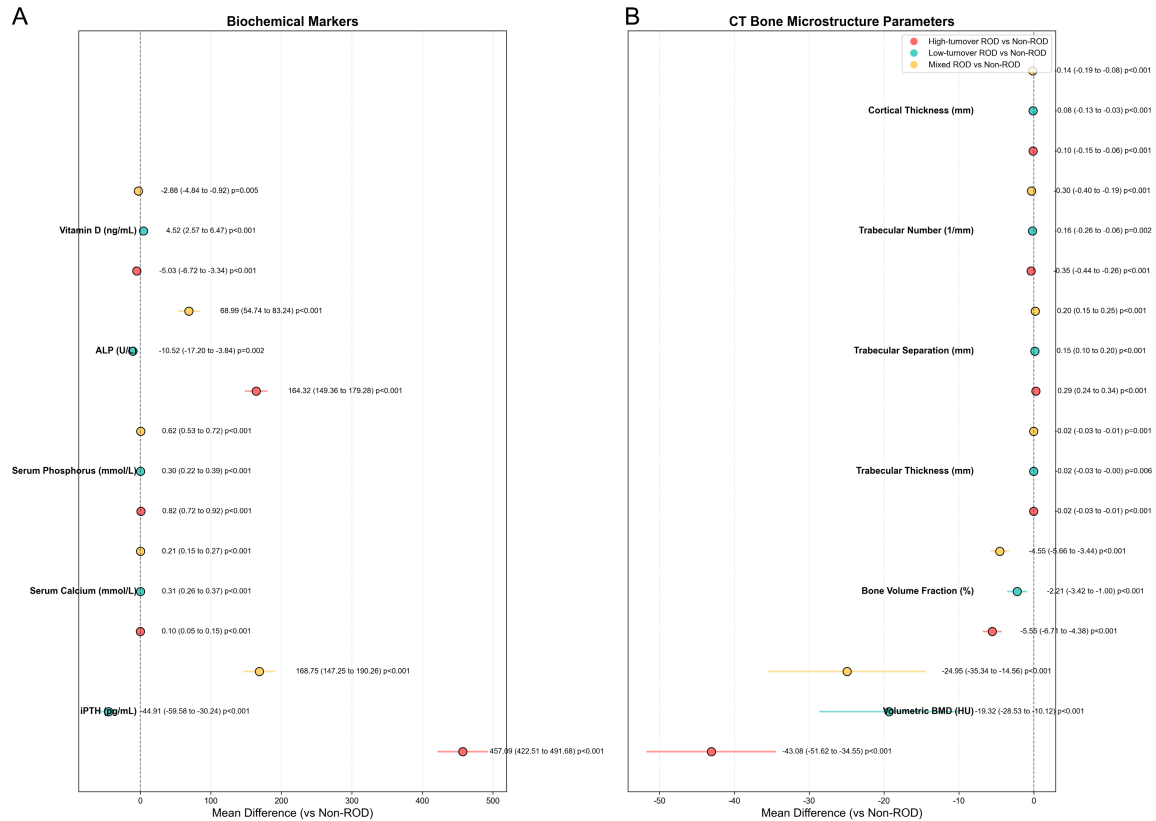 A
Biochemical Markers
-2.88 (-4.84 to -0.92) p=0.005
Vitamin D (ng/mL)
4.52 (2.57 to 6.47) p<0.001
-5.03 (-6.72 to -3.34) p<0.001
68.99 (54.74 to 83.24) p<0.001
ALP (U/L)
-10.52 (-17.20 to -3.84) p=0.002
164.32 (149.36 to 179.28) p<0.001
0.62 (0.53 to 0.72) p<0.001
Serum Phosphorus (mmol/L)
0.30 (0.22 to 0.39) p<0.001
0.82 (0.72 to 0.92) p<0.001
0.21 (0.15 to 0.27) p<0.001
Serum Calcium (mmol/L)
0.31 (0.26 to 0.37) p<0.001
0.10 (0.05 to 0.15) p<0.001
168.75 (147.25 to 190.26) p<0.001
iPTH (pg/mL)
-44.91 (-59.58 to -30.24) p<0.001
457.09 (422.51 to 491.68) p<0.001
0 100 200 300 400 500
Mean Difference (vs Non-ROD)
B
CT Bone Microstructure Parameters
High-turnover ROD vs Non-ROD
Low-turnover ROD vs Non-ROD
Mixed ROD vs Non-ROD
-0.14 (-0.19 to -0.08) p<0.001
Cortical Thickness (mm)
-0.08 (-0.13 to -0.03) p<0.001
-0.10 (-0.15 to -0.06) p<0.001
-0.30 (-0.40 to -0.19) p<0.001
Trabecular Number (1/mm)
-0.16 (-0.26 to -0.06) p=0.002
-0.35 (-0.44 to -0.26) p<0.001
0.20 (0.15 to 0.25) p<0.001
Trabecular Separation (mm)
0.15 (0.10 to 0.20) p<0.001
0.29 (0.24 to 0.34) p<0.001
-0.02 (-0.03 to -0.01) p=0.001
Trabecular Thickness (mm)
-0.02 (-0.03 to -0.00) p=0.006
-0.02 (-0.03 to -0.01) p<0.001
-4.55 (-5.66 to -3.44) p<0.001
Bone Volume Fraction (%)
-2.21 (-3.42 to -1.00) p<0.001
-5.55 (-6.71 to -4.38) p<0.001
-24.95 (-35.34 to -14.56) p<0.001
Volumetric BMD (HU)
-19.32 (-28.53 to -10.12) p<0.001
-43.08 (-51.62 to -34.55) p<0.001
-50 -40 -30 -20 -10 0
Mean Difference (vs Non-ROD)